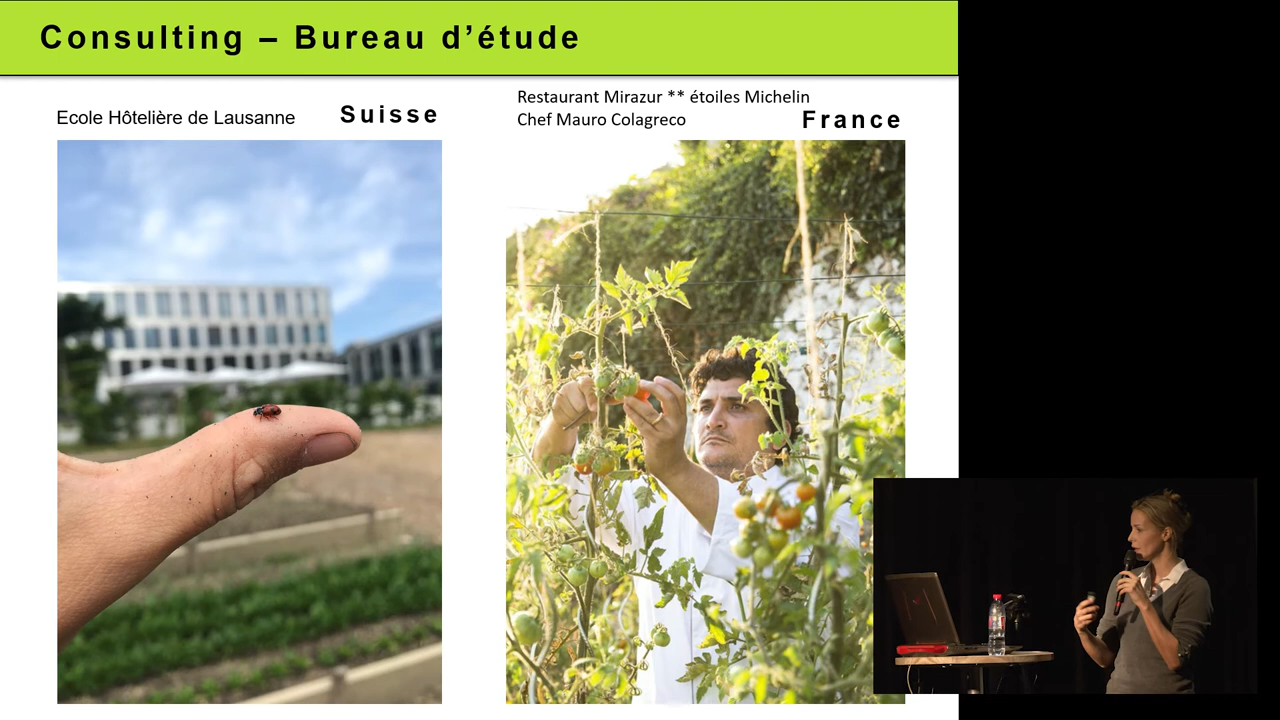 Consulting – Bureau d’étude
Ecole Hôtelière de Lausanne
Suisse
Restaurant Mirazur ** étoiles Michelin
Chef Mauro Colagreco
France